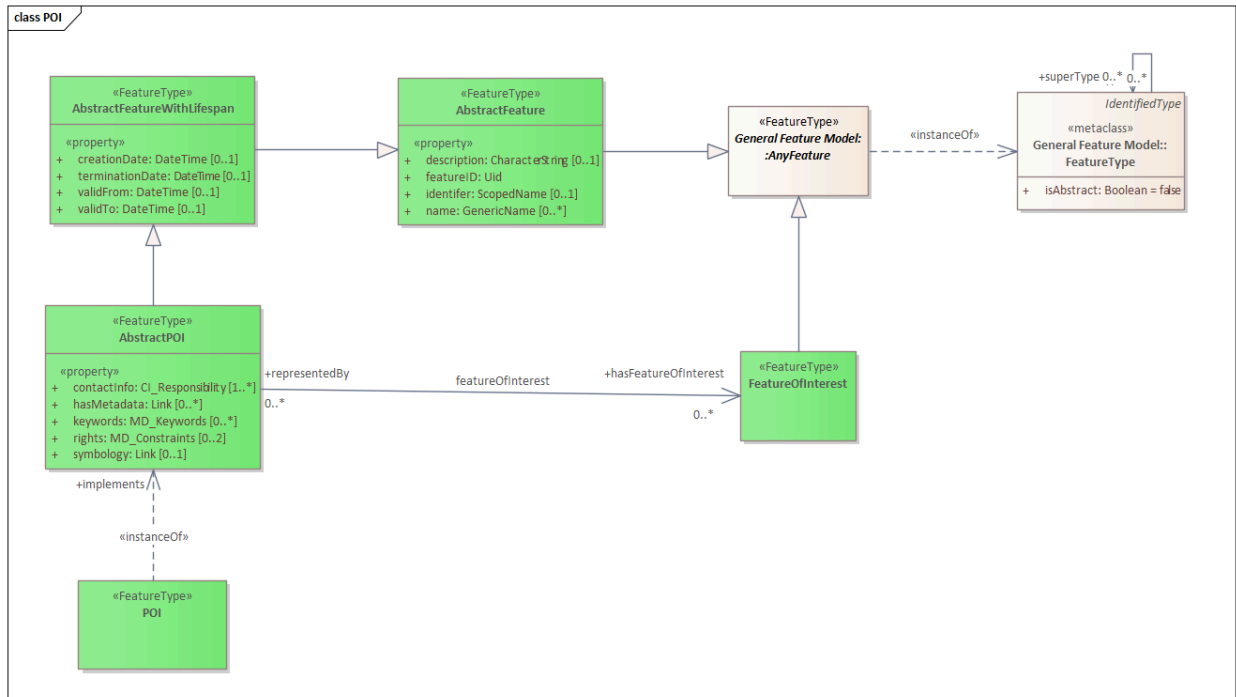 class POI
«FeatureType»
AbstractFeatureWithLifespan
«property»
+ creationDate: DateTime [0..1]
+ terminationDate: DateTime [0..1]
+ validFrom: DateTime [0..1]
+ validTo: DateTime [0..1]
«FeatureType»
AbstractFeature
«property»
+ description: CharacterString [0..1]
+ featureID: Uid
+ identifer: ScopedName [0..1]
+ name: GenericName [0..*]
«FeatureType»
General Feature Model:
:AnyFeature
«instanceOf»
+superType 0..* 0..*
IdentifiedType
«metaclass»
General Feature Model::
FeatureType
+ isAbstract: Boolean = false
«FeatureType»
AbstractPOI
«property»
+ contactInfo: CI_Responsibility [1..*]
+ hasMetadata: Link [0..*]
+ keywords: MD_Keywords [0..*]
+ rights: MD_Constraints [0..2]
+ symbology: Link [0..1]
+representedBy
0..*
featureOfInterest
+hasFeatureOfInterest
0..*
«FeatureType»
FeatureOfInterest
+implements
«instanceOf»
«FeatureType»
POI